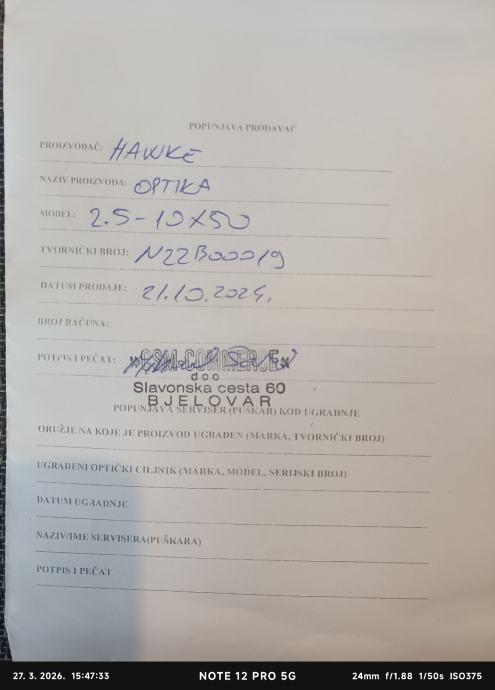 POPUNJAVA PRODAVAČ
PROIZVOĐAČ: HAWKE
NAZIV PROIZVODA: OPTIKA
MODEL: 2.5-10X50
TVORNIČKI BROJ: N22B00019
DATUM PRODAJE: 21.10.2024.
BROJ RAČUNA:
POTPIS I PEČAT: "GSM-COMMERCE"
d o o
Slavonska cesta 60
BJELOVAR
POPUNJAVA SERVISER (PUŠKAR) KOD UGRADNJE
ORUŽJE NA KOJE JE PROIZVOD UGRAĐEN (MARKA, TVORNIČKI BROJ)
UGRAĐENI OPTIČKI CILJNIK (MARKA, MODEL, SERIJSKI BROJ)
DATUM UGRADNJE
NAZIV/IME SERVISERA(PUŠKARA)
POTPIS I PEČAT
27. 3. 2026. 15:47:33
NOTE 12 PRO 5G
24mm f/1.88 1/50s ISO375